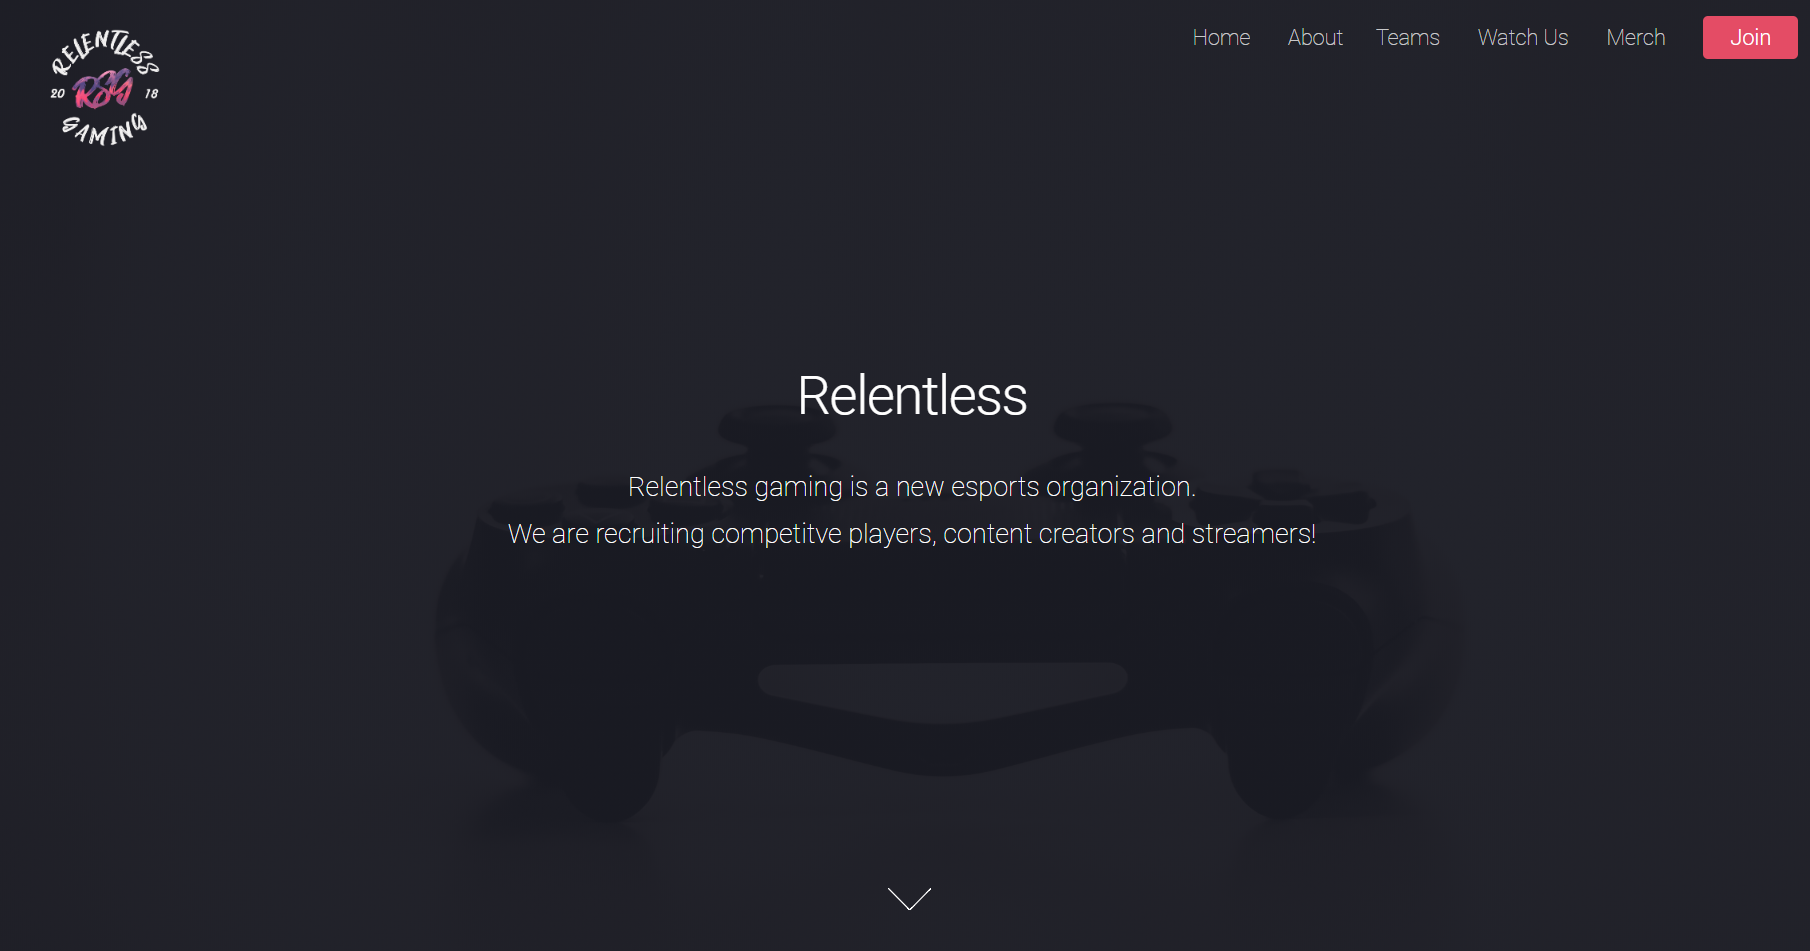 RELENTLESS
20 RSG 18
GAMING
Home About Teams Watch Us Merch Join
Relentless
Relentless gaming is a new esports organization.
We are recruiting competitve players, content creators and streamers!